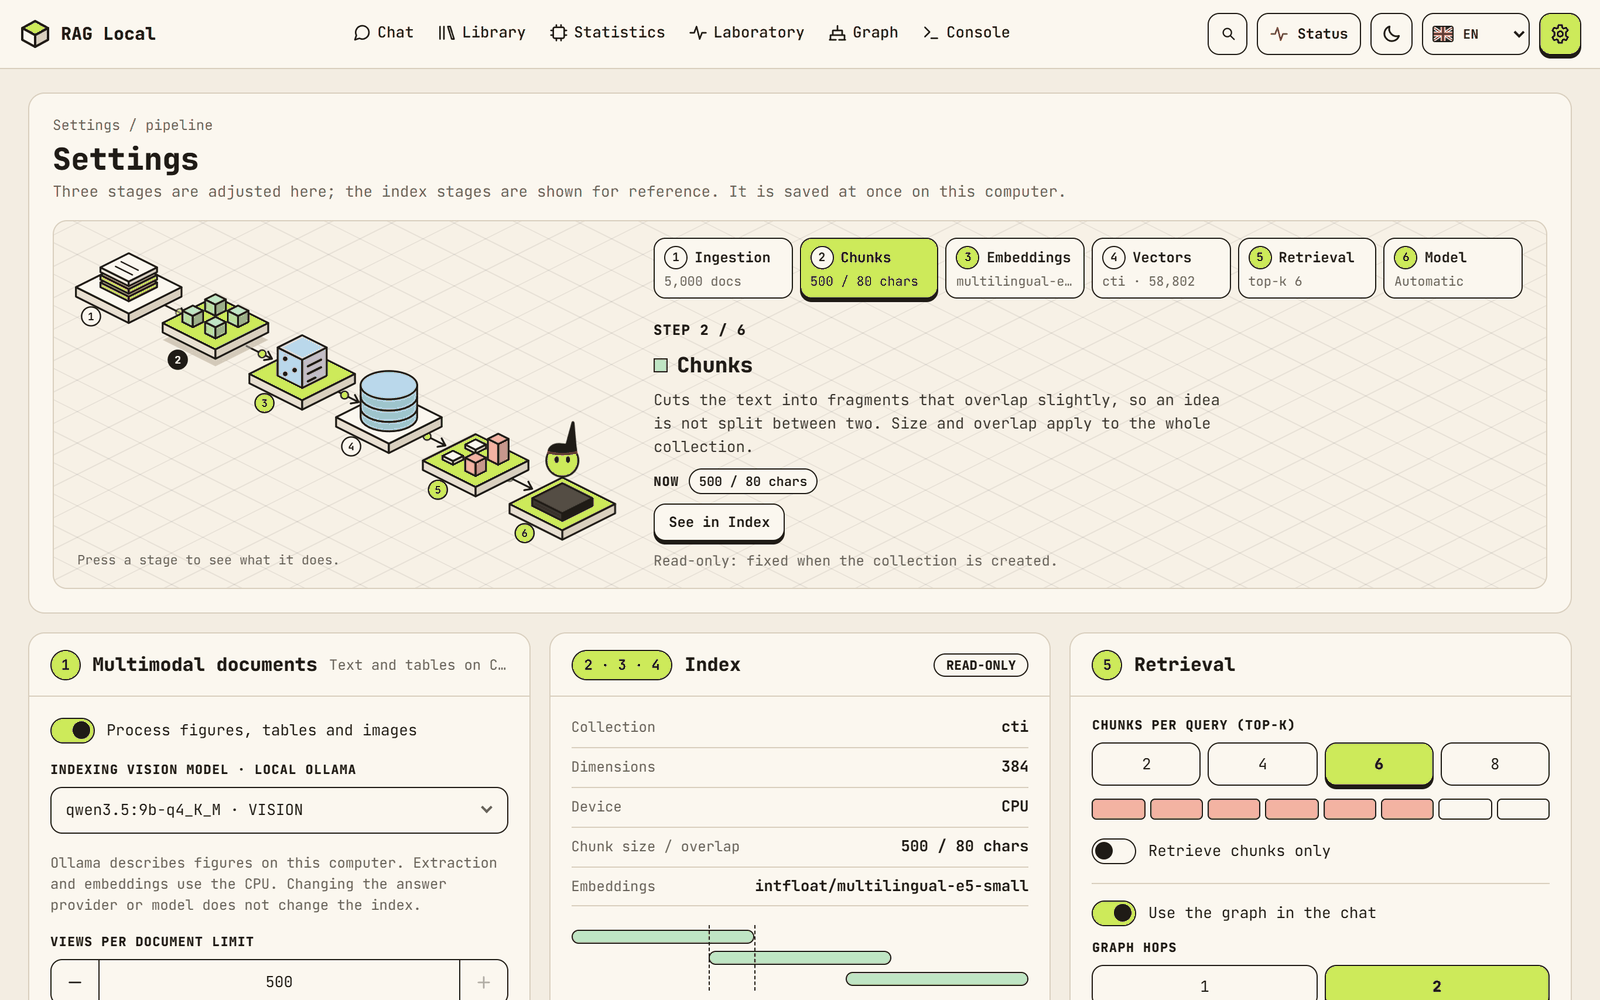 RAG Local
Chat
Library
Statistics
Laboratory
Graph
Console
Status
EN
Settings / pipeline
Settings
Three stages are adjusted here; the index stages are shown for reference. It is saved at once on this computer.
1
2
3
4
5
6
Press a stage to see what it does.
1 Ingestion
5,000 docs
2 Chunks
500 / 80 chars
3 Embeddings
multilingual-e…
4 Vectors
cti · 58,802
5 Retrieval
top-k 6
6 Model
Automatic
STEP 2 / 6
Chunks
Cuts the text into fragments that overlap slightly, so an idea
is not split between two. Size and overlap apply to the whole
collection.
NOW 500 / 80 chars
See in Index
Read-only: fixed when the collection is created.
1 Multimodal documents Text and tables on C…
Process figures, tables and images
INDEXING VISION MODEL · LOCAL OLLAMA
qwen3.5:9b-q4_K_M · VISION
Ollama describes figures on this computer. Extraction
and embeddings use the CPU. Changing the answer
provider or model does not change the index.
VIEWS PER DOCUMENT LIMIT
− 500 +
2 · 3 · 4 Index READ-ONLY
Collection cti
Dimensions 384
Device CPU
Chunk size / overlap 500 / 80 chars
Embeddings intfloat/multilingual-e5-small
5 Retrieval
CHUNKS PER QUERY (TOP-K)
2 4 6 8
Retrieve chunks only
Use the graph in the chat
GRAPH HOPS
1 2